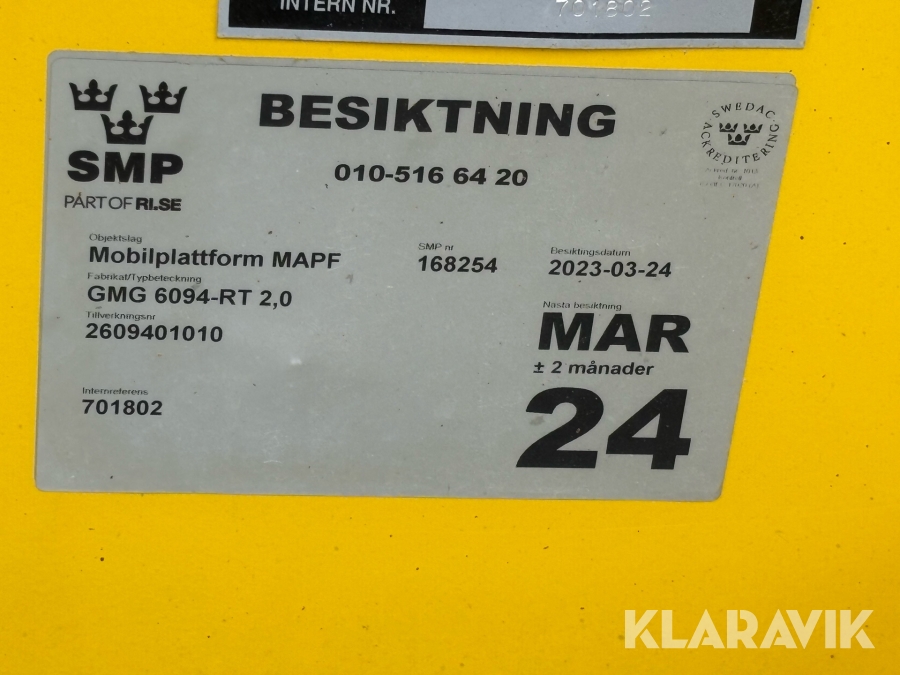 INTERN NR.
701802
BESIKTNING
010-516 64 20
SMP
PART OF RI.SE
SWEDAC
ACKREDITERING
Objektslag
Mobilplattform MAPF
Fabrikat/Typbeteckning
GMG 6094-RT 2,0
Tillverkningsnr
2609401010
Internreferens
701802
SMP nr
168254
Besiktningsdatum
2023-03-24
Nästa besiktning
MAR
± 2 månader
24
KLARAVIK